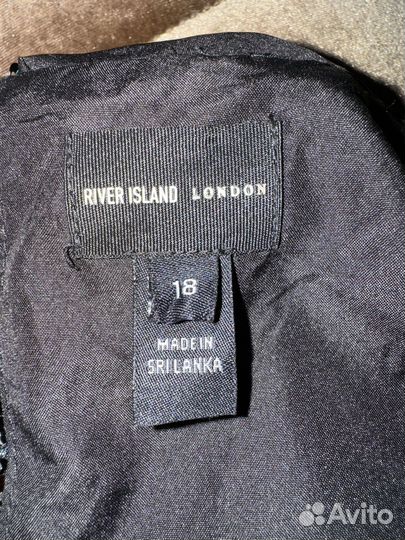 RIVER ISLAND LONDON
18
MADE IN
SRI LANKA
Avito